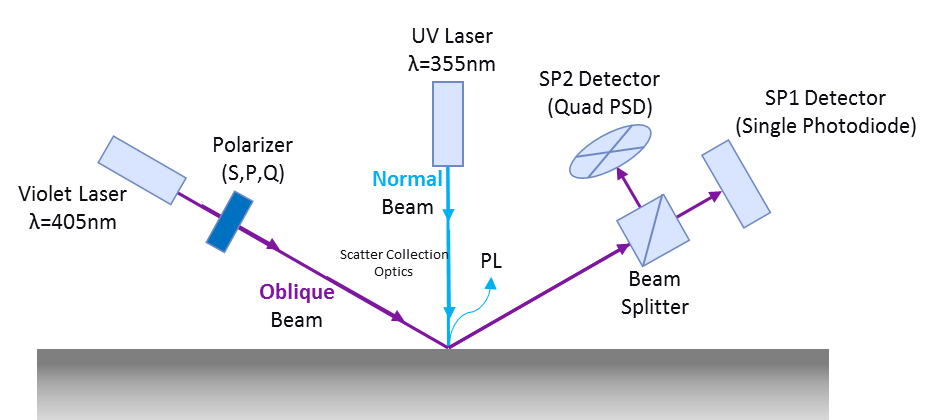 UV Laser
λ=355nm
SP2 Detector
(Quad PSD)
SP1 Detector
(Single Photodiode)
Polarizer
(S,P,Q)
Violet Laser
λ=405nm
Normal
Beam
Scatter Collection
Optics
PL
Oblique
Beam
Beam
Splitter